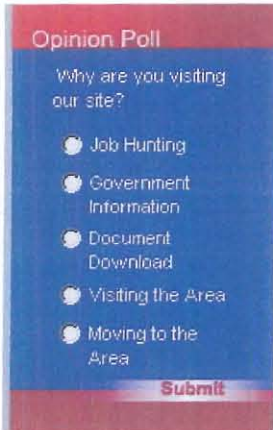 Opinion Poll
Why are you visiting
our site?
Job Hunting
Government
Information
Document
Download
Visiting the Area
Moving to the
Area
Submit